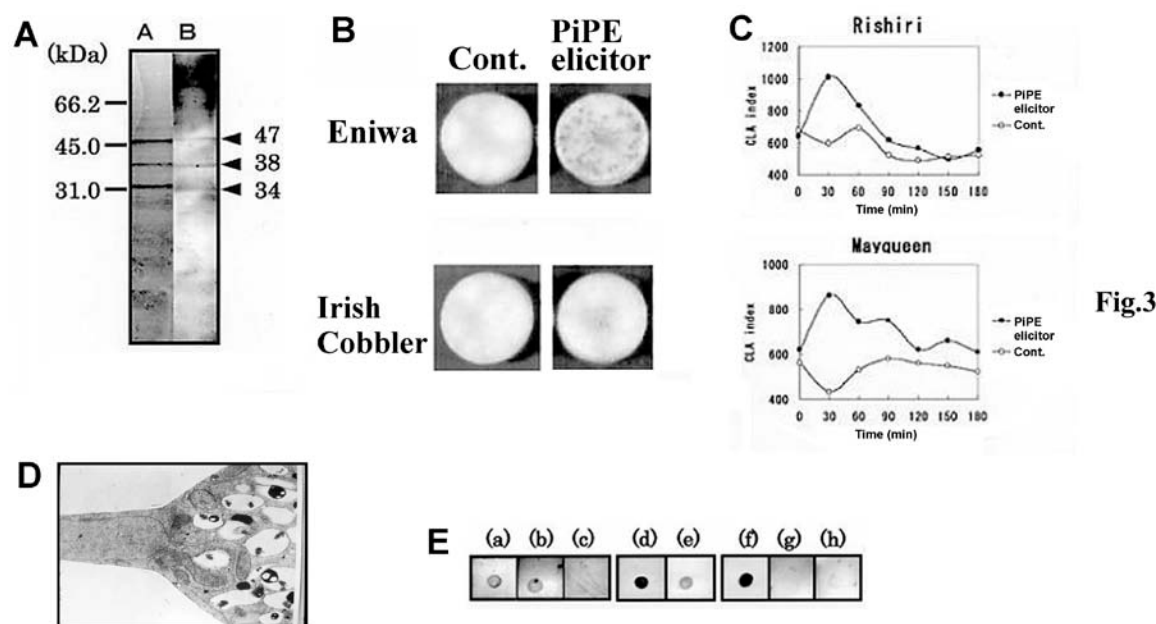 A
A B
(kDa)
66.2
45.0
31.0
47
38
34
B
Cont.
PiPE
elicitor
Eniwa
Irish
Cobbler
C
Rishiri
CLA index
1200
1000
800
600
400
0 30 60 90 120 150 180
Time (min)
PiPE
elicitor
Cont.
Mayqueen
CLA index
1000
800
600
400
0 30 60 90 120 150 180
Time (min)
PiPE
elicitor
Cont.
Fig.3
D
E
(a) (b) (c) (d) (e) (f) (g) (h)